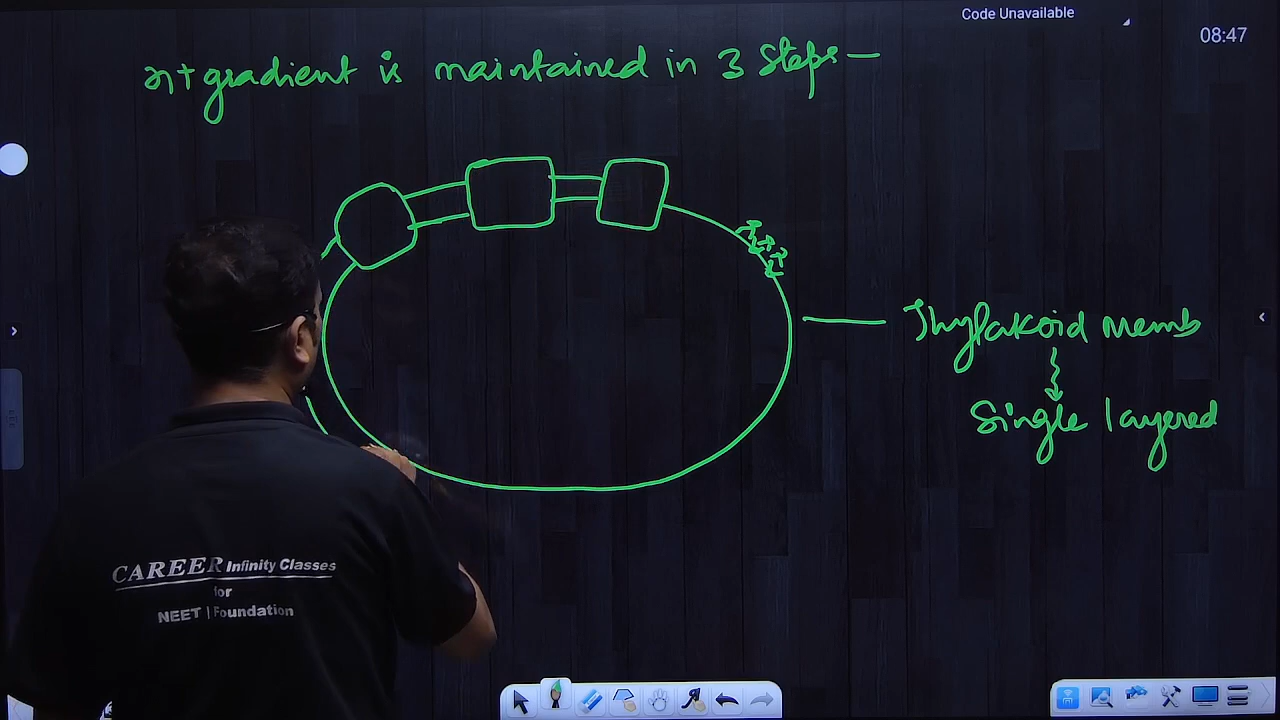 Code Unavailable
08:47
H+ gradient is maintained in 3 Steps —
Thylakoid memb
Single layered
CAREER Infinity Classes
for
NEET | Foundation